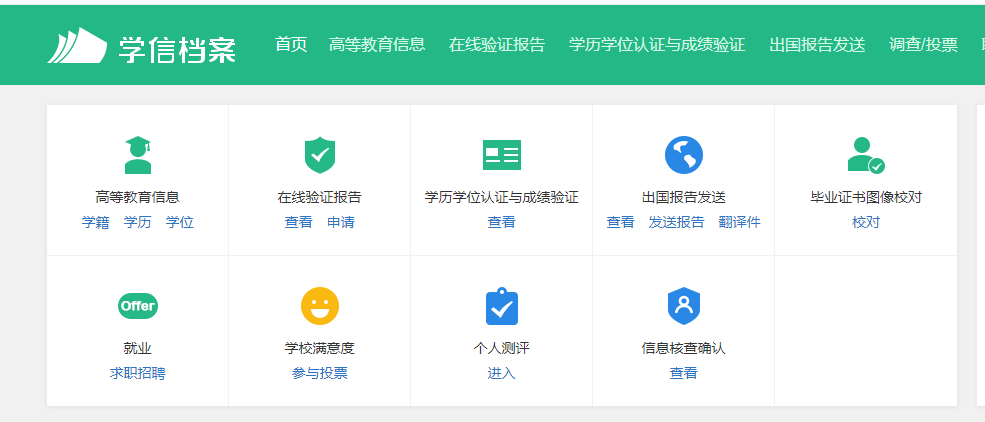 学信档案 首页 高等教育信息 在线验证报告 学历学位认证与成绩验证 出国报告发送 调查/投票
高等教育信息 在线验证报告 学历学位认证与成绩验证 出国报告发送 毕业证书图像校对
学籍 学历 学位 查看 申请 查看 查看 发送报告 翻译件 校对
Offer
就业 学校满意度 个人测评 信息核查确认
求职招聘 参与投票 进入 查看